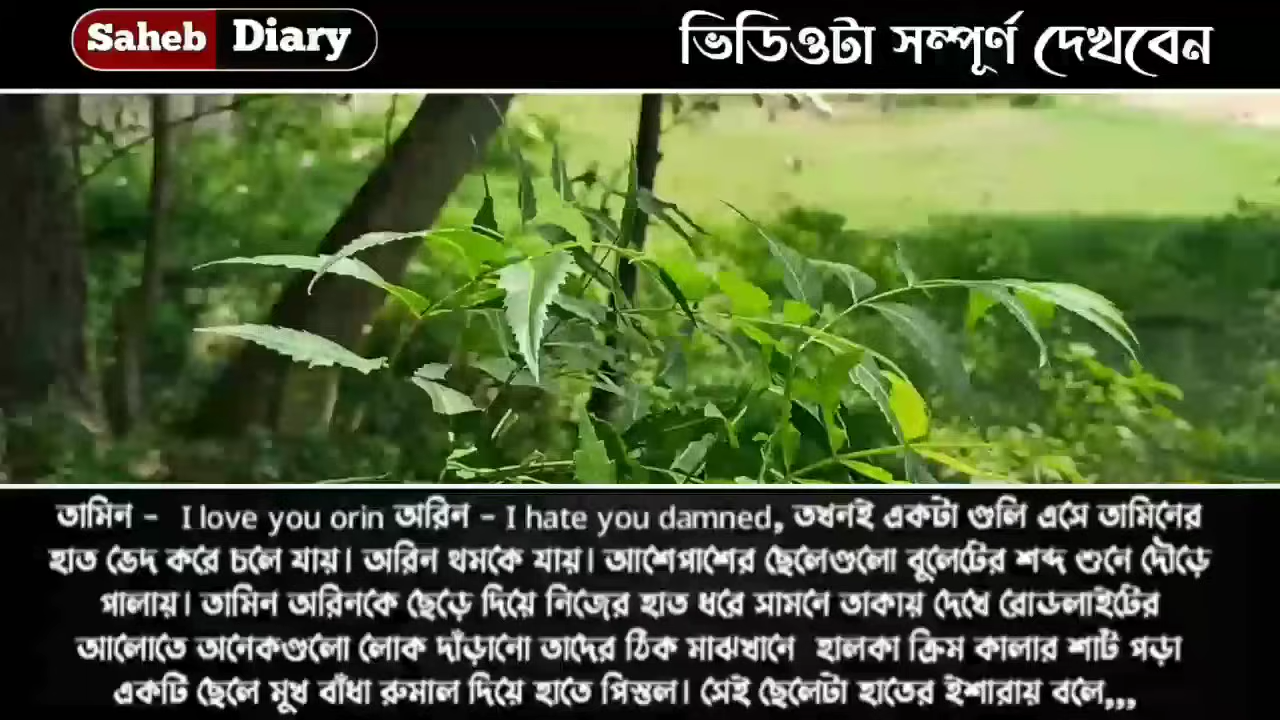 Saheb Diary
ভিডিওটা সম্পূর্ণ দেখবেন
তামিন - I love you orin অরিন - I hate you damned, তখনই একটা গুলি এসে তামিনের
হাত ভেদ করে চলে যায়। অরিন থমকে যায়। আশেপাশের ছেলেগুলো বুলেটের শব্দ শুনে দৌড়ে
পালায়। তামিন অরিনকে ছেড়ে দিয়ে নিজের হাত ধরে সামনে তাকায় দেখে রোডলাইটের
আলোতে অনেকগুলো লোক দাঁড়ানো তাদের ঠিক মাঝখানে হালকা ক্রিম কালার শার্ট পড়া
একটি ছেলে মুখ বাঁধা রুমাল দিয়ে হাতে পিস্তল। সেই ছেলেটা হাতের ইশারায় বলে,,,